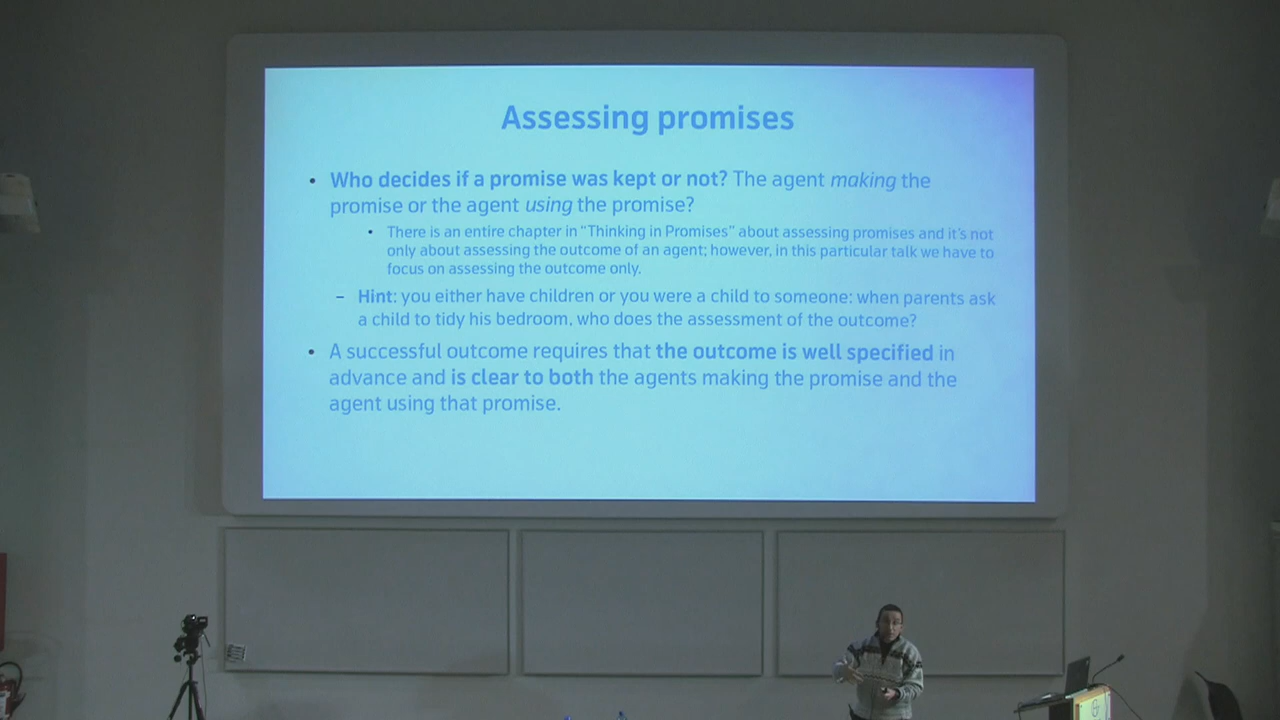 Assessing promises
• Who decides if a promise was kept or not? The agent making the
promise or the agent using the promise?
• There is an entire chapter in “Thinking in Promises” about assessing promises and it’s not
only about assessing the outcome of an agent; however, in this particular talk we have to
focus on assessing the outcome only.
– Hint: you either have children or you were a child to someone: when parents ask
a child to tidy his bedroom, who does the assessment of the outcome?
• A successful outcome requires that the outcome is well specified in
advance and is clear to both the agents making the promise and the
agent using that promise.